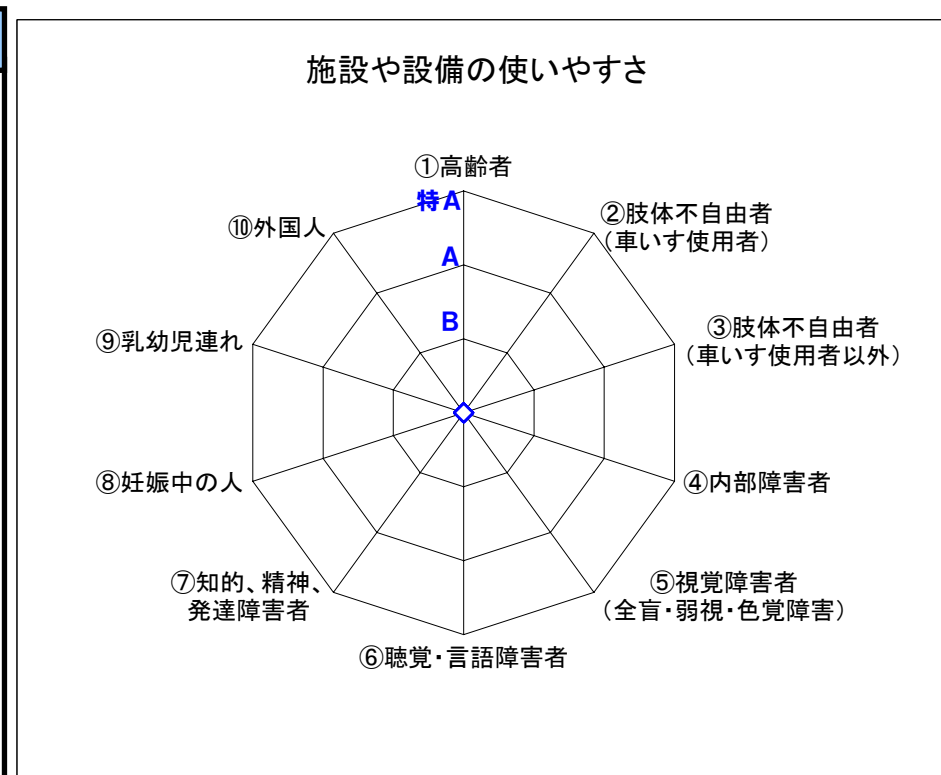 施設や設備の使いやすさ
①高齢者
特A
A
B
②肢体不自由者
(車いす使用者)
③肢体不自由者
(車いす使用者以外)
④内部障害者
⑤視覚障害者
(全盲・弱視・色覚障害)
⑥聴覚・言語障害者
⑦知的、精神、
発達障害者
⑧妊娠中の人
⑨乳幼児連れ
⑩外国人